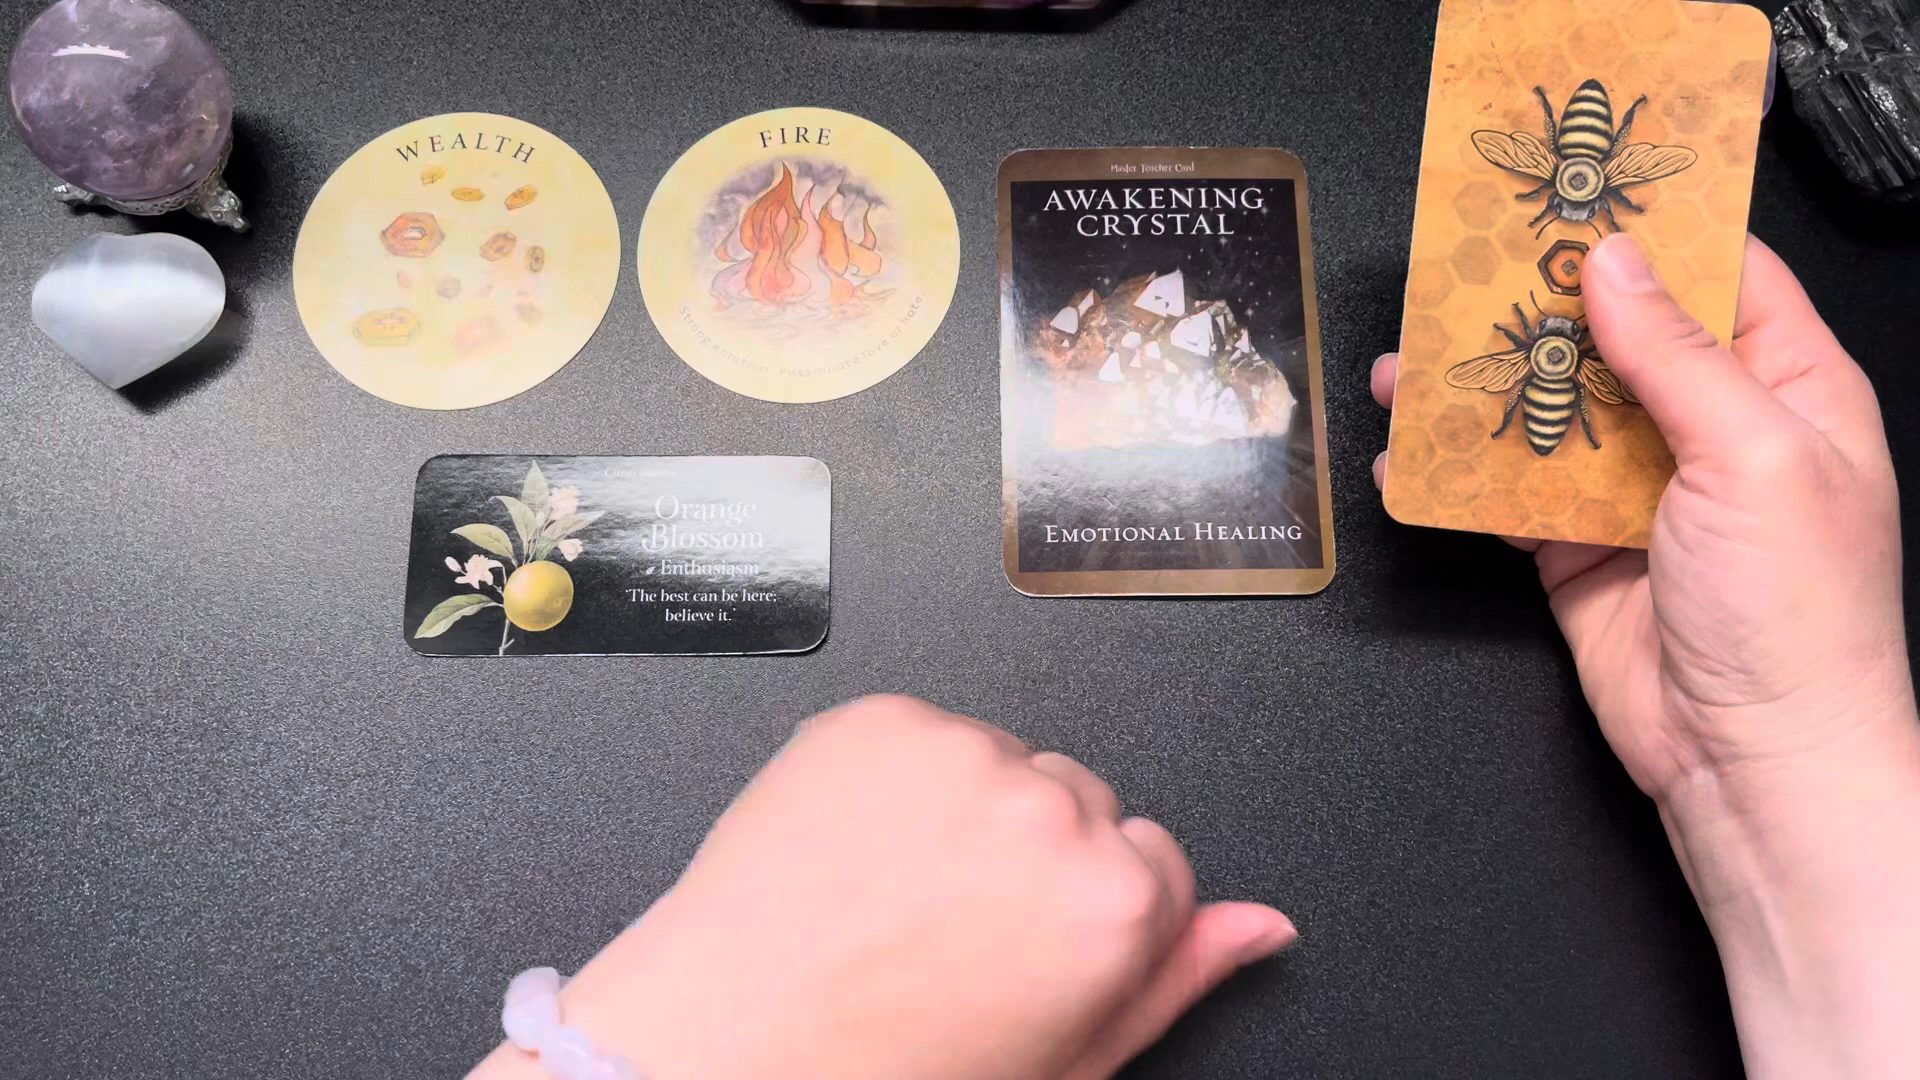 WEALTH
FIRE
Strong emotion. Passionate love or hate.
Master Teacher Card
AWAKENING
CRYSTAL
EMOTIONAL HEALING
Orange
Blossom
Enthusiasm
'The best can be here;
believe it.'